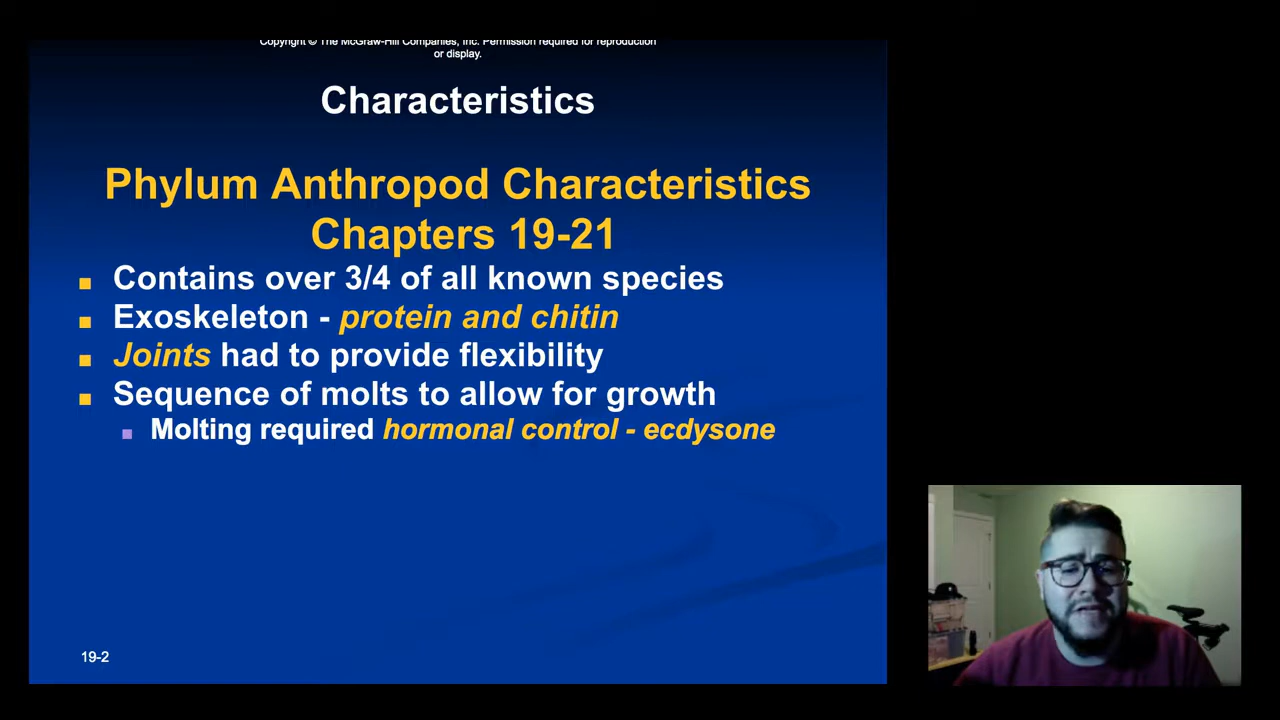 Copyright © The McGraw-Hill Companies, Inc. Permission required for reproduction
or display.
Characteristics
Phylum Anthropod Characteristics
Chapters 19-21
Contains over 3/4 of all known species
Exoskeleton - protein and chitin
Joints had to provide flexibility
Sequence of molts to allow for growth
Molting required hormonal control - ecdysone
19-2